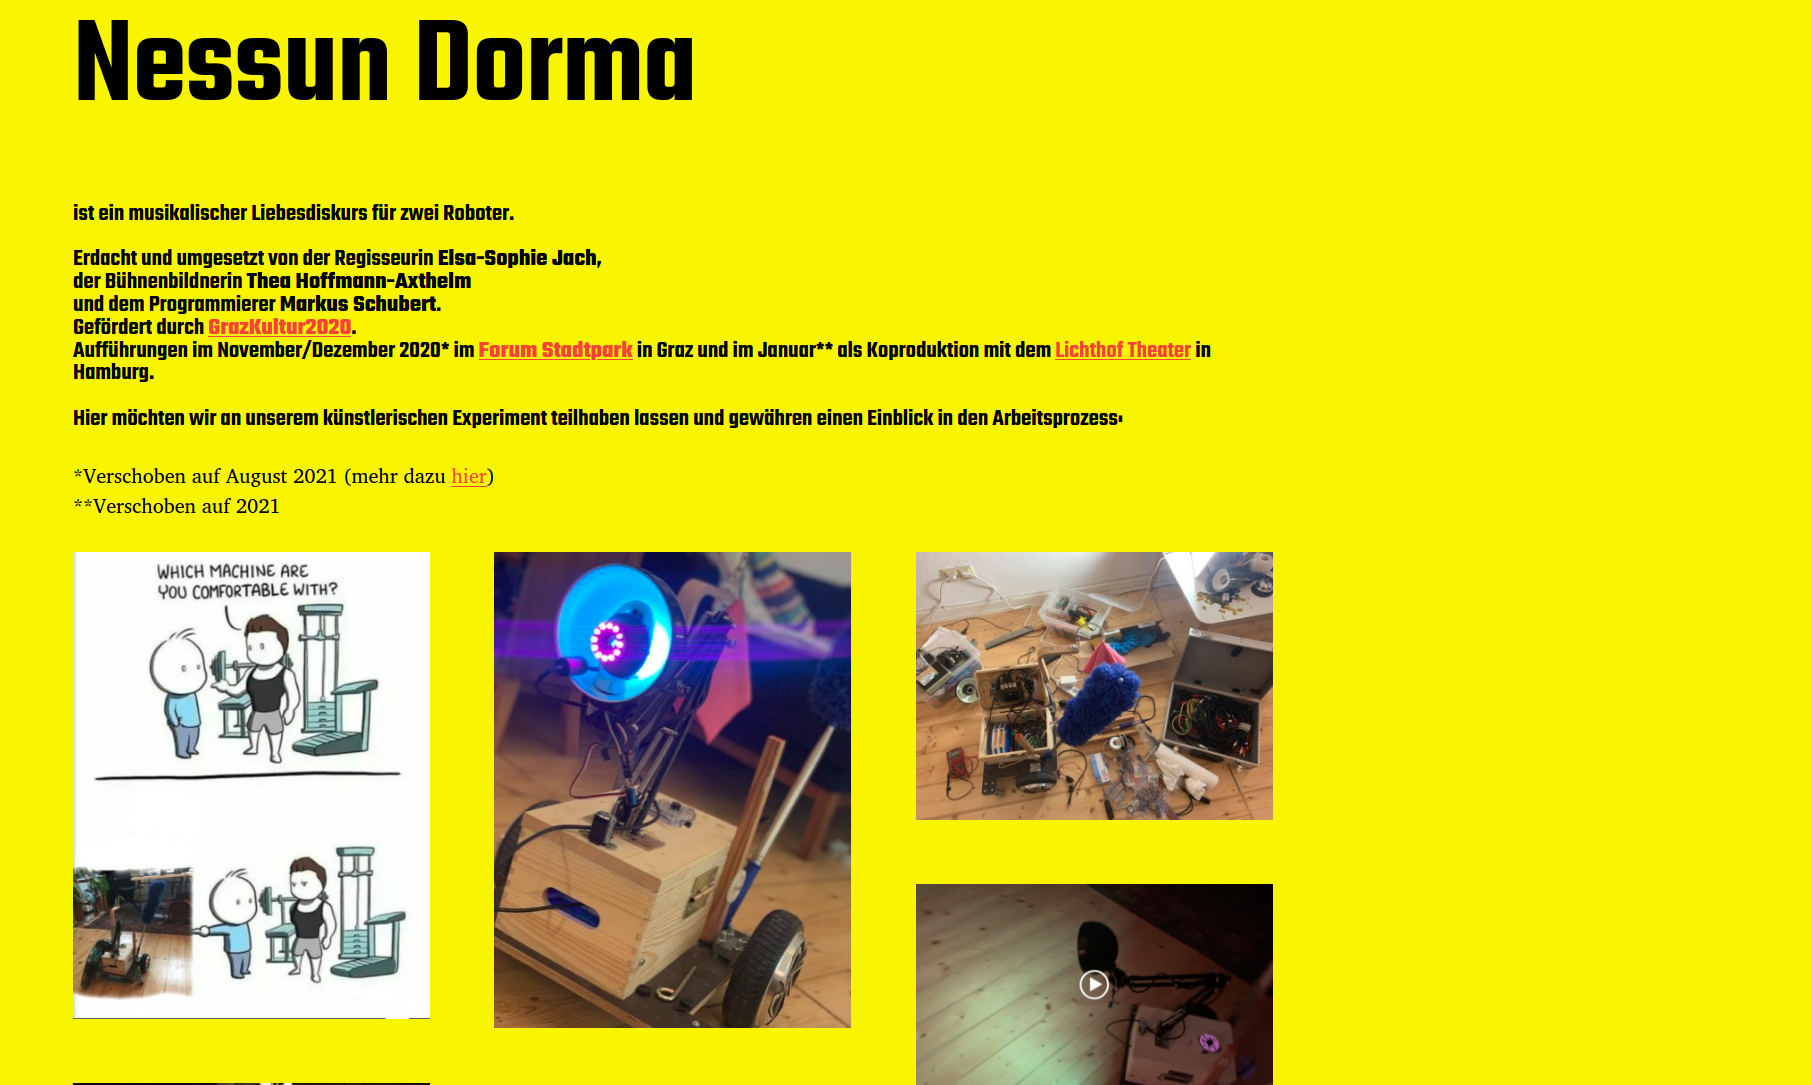 Nessun Dorma
ist ein musikalischer Liebesdiskurs für zwei Roboter.
Erdacht und umgesetzt von der Regisseurin Elsa-Sophie Jach,
der Bühnenbildnerin Thea Hoffmann-Axthelm
und dem Programmierer Markus Schubert.
Gefördert durch GrazKultur2020.
Aufführungen im November/Dezember 2020* im Forum Stadtpark in Graz und im Januar** als Koproduktion mit dem Lichthof Theater in
Hamburg.
Hier möchten wir an unserem künstlerischen Experiment teilhaben lassen und gewähren einen Einblick in den Arbeitsprozess:
*Verschoben auf August 2021 (mehr dazu hier)
**Verschoben auf 2021
WHICH MACHINE ARE
YOU COMFORTABLE WITH?